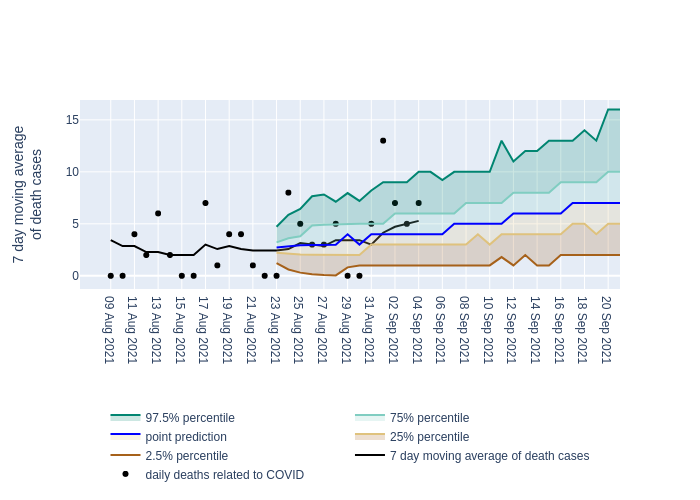 7 day moving average
of death cases
15
10
5
0
09 Aug 2021
11 Aug 2021
13 Aug 2021
15 Aug 2021
17 Aug 2021
19 Aug 2021
21 Aug 2021
23 Aug 2021
25 Aug 2021
27 Aug 2021
29 Aug 2021
31 Aug 2021
02 Sep 2021
04 Sep 2021
06 Sep 2021
08 Sep 2021
10 Sep 2021
12 Sep 2021
14 Sep 2021
16 Sep 2021
18 Sep 2021
20 Sep 2021
97.5% percentile
75% percentile
point prediction
25% percentile
2.5% percentile
7 day moving average of death cases
daily deaths related to COVID